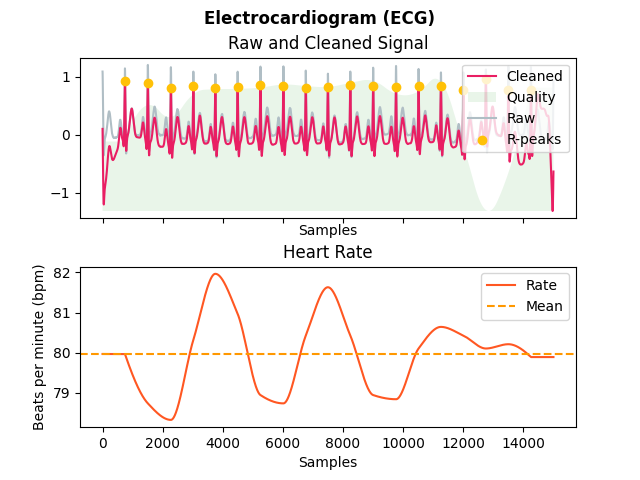 Electrocardiogram (ECG)
Raw and Cleaned Signal
1
0
−1
Cleaned
Quality
Raw
R-peaks
Samples
Heart Rate
82
81
80
79
Beats per minute (bpm)
Rate
Mean
0 2000 4000 6000 8000 10000 12000 14000
Samples